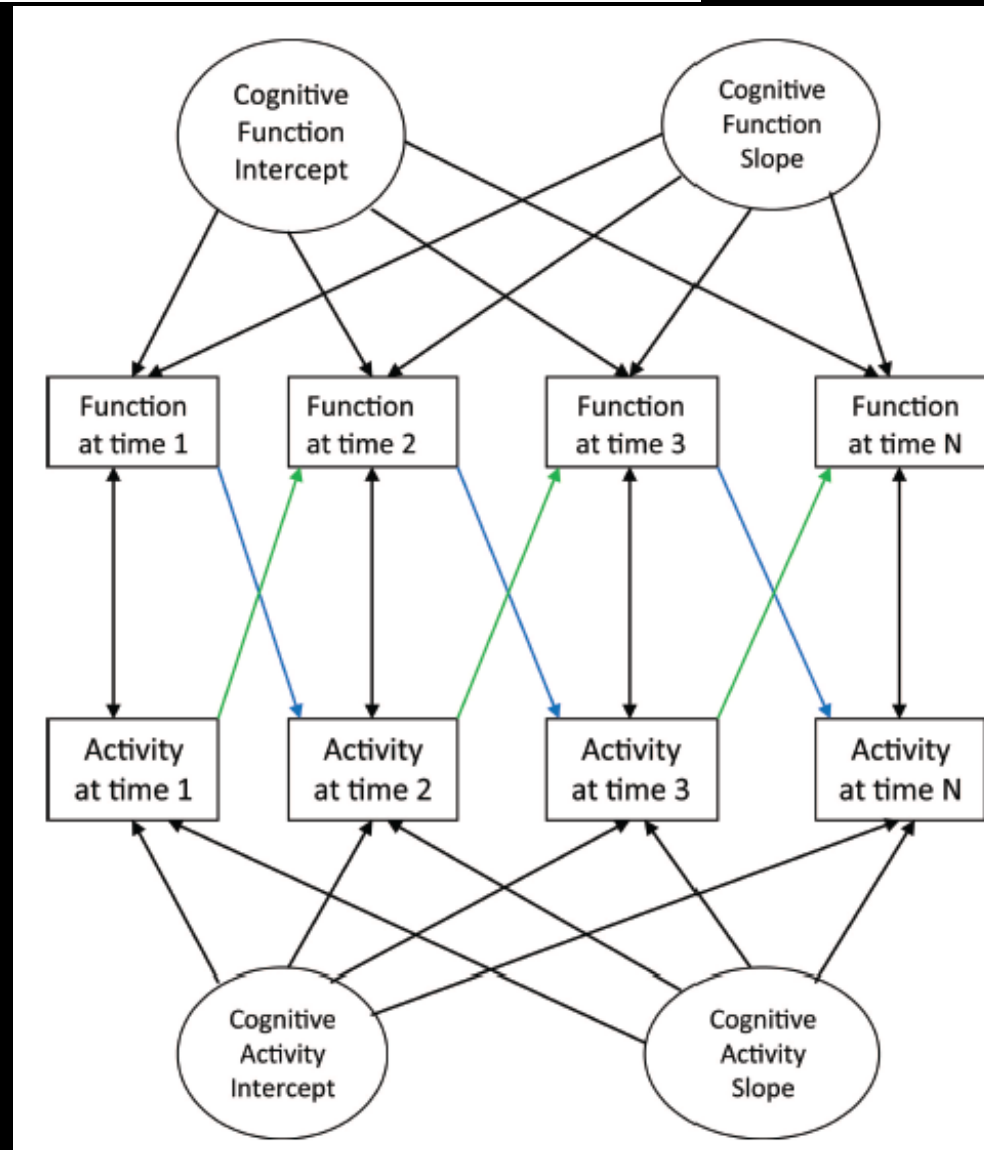 Cognitive
Function
Intercept
Cognitive
Function
Slope
Function
at time 1
Function
at time 2
Function
at time 3
Function
at time N
Activity
at time 1
Activity
at time 2
Activity
at time 3
Activity
at time N
Cognitive
Activity
Intercept
Cognitive
Activity
Slope